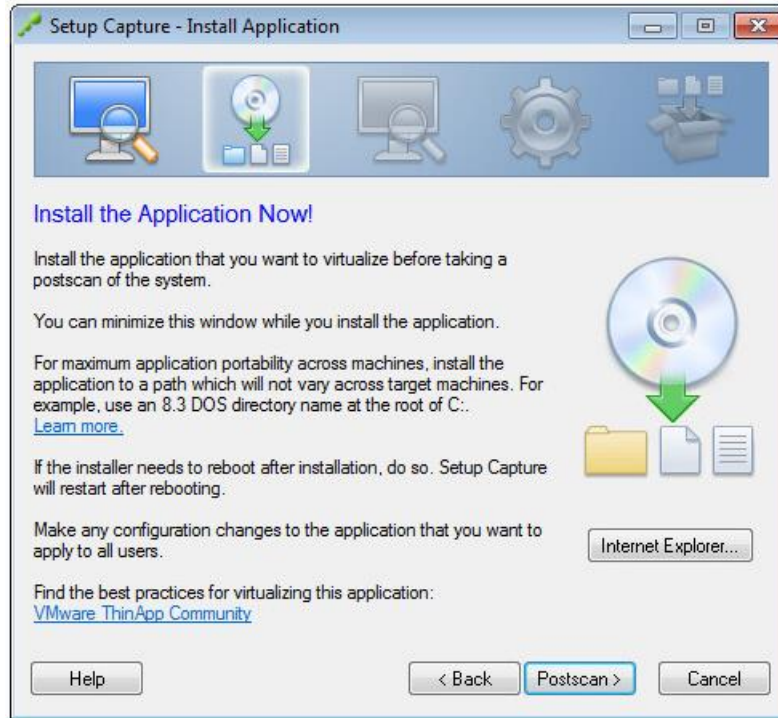 Setup Capture - Install Application
Install the Application Now!
Install the application that you want to virtualize before taking a
postscan of the system.
You can minimize this window while you install the application.
For maximum application portability across machines, install the
application to a path which will not vary across target machines. For
example, use an 8.3 DOS directory name at the root of C:.
Learn more.
If the installer needs to reboot after installation, do so. Setup Capture
will restart after rebooting.
Make any configuration changes to the application that you want to
apply to all users.
Internet Explorer...
Find the best practices for virtualizing this application:
VMware ThinApp Community
Help
< Back
Postscan >
Cancel